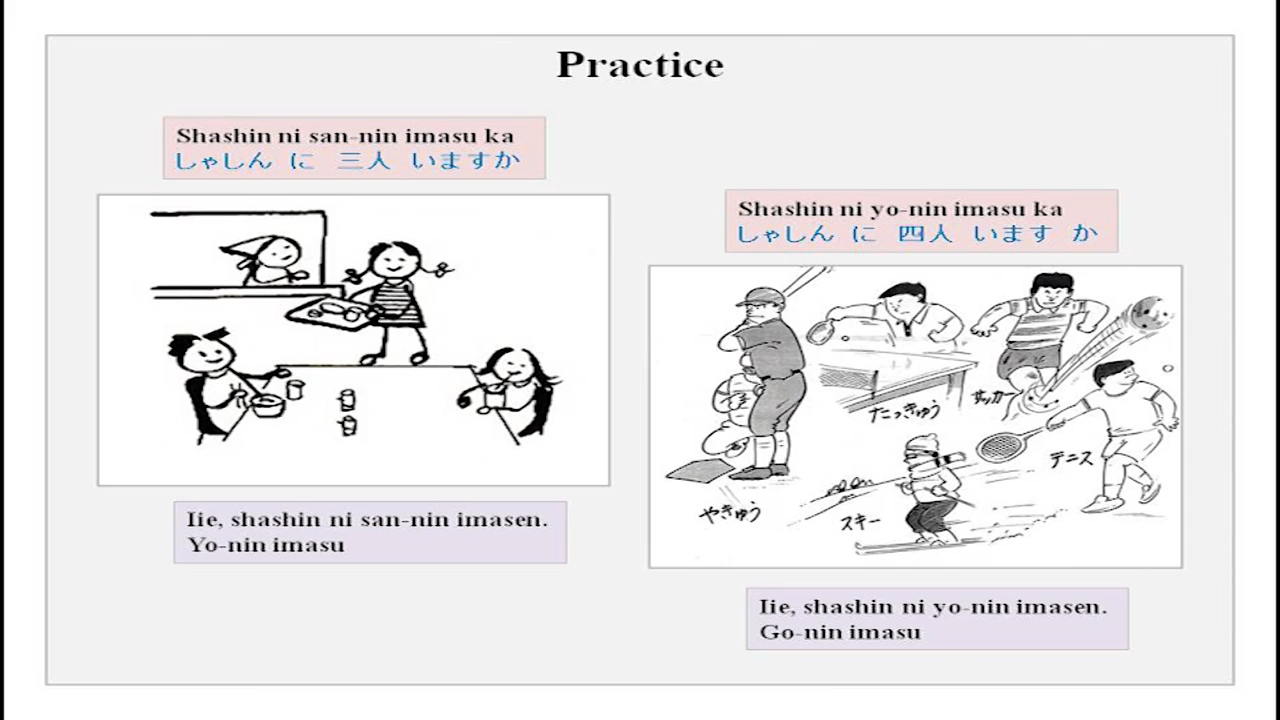 Practice
Shashin ni san-nin imasu ka
しゃしん に 三人 いますか
Iie, shashin ni san-nin imasen.
Yo-nin imasu
Shashin ni yo-nin imasu ka
しゃしん に 四人 います か
たっきゅう
サッカー
テニス
やきゅう
スキー
Iie, shashin ni yo-nin imasen.
Go-nin imasu